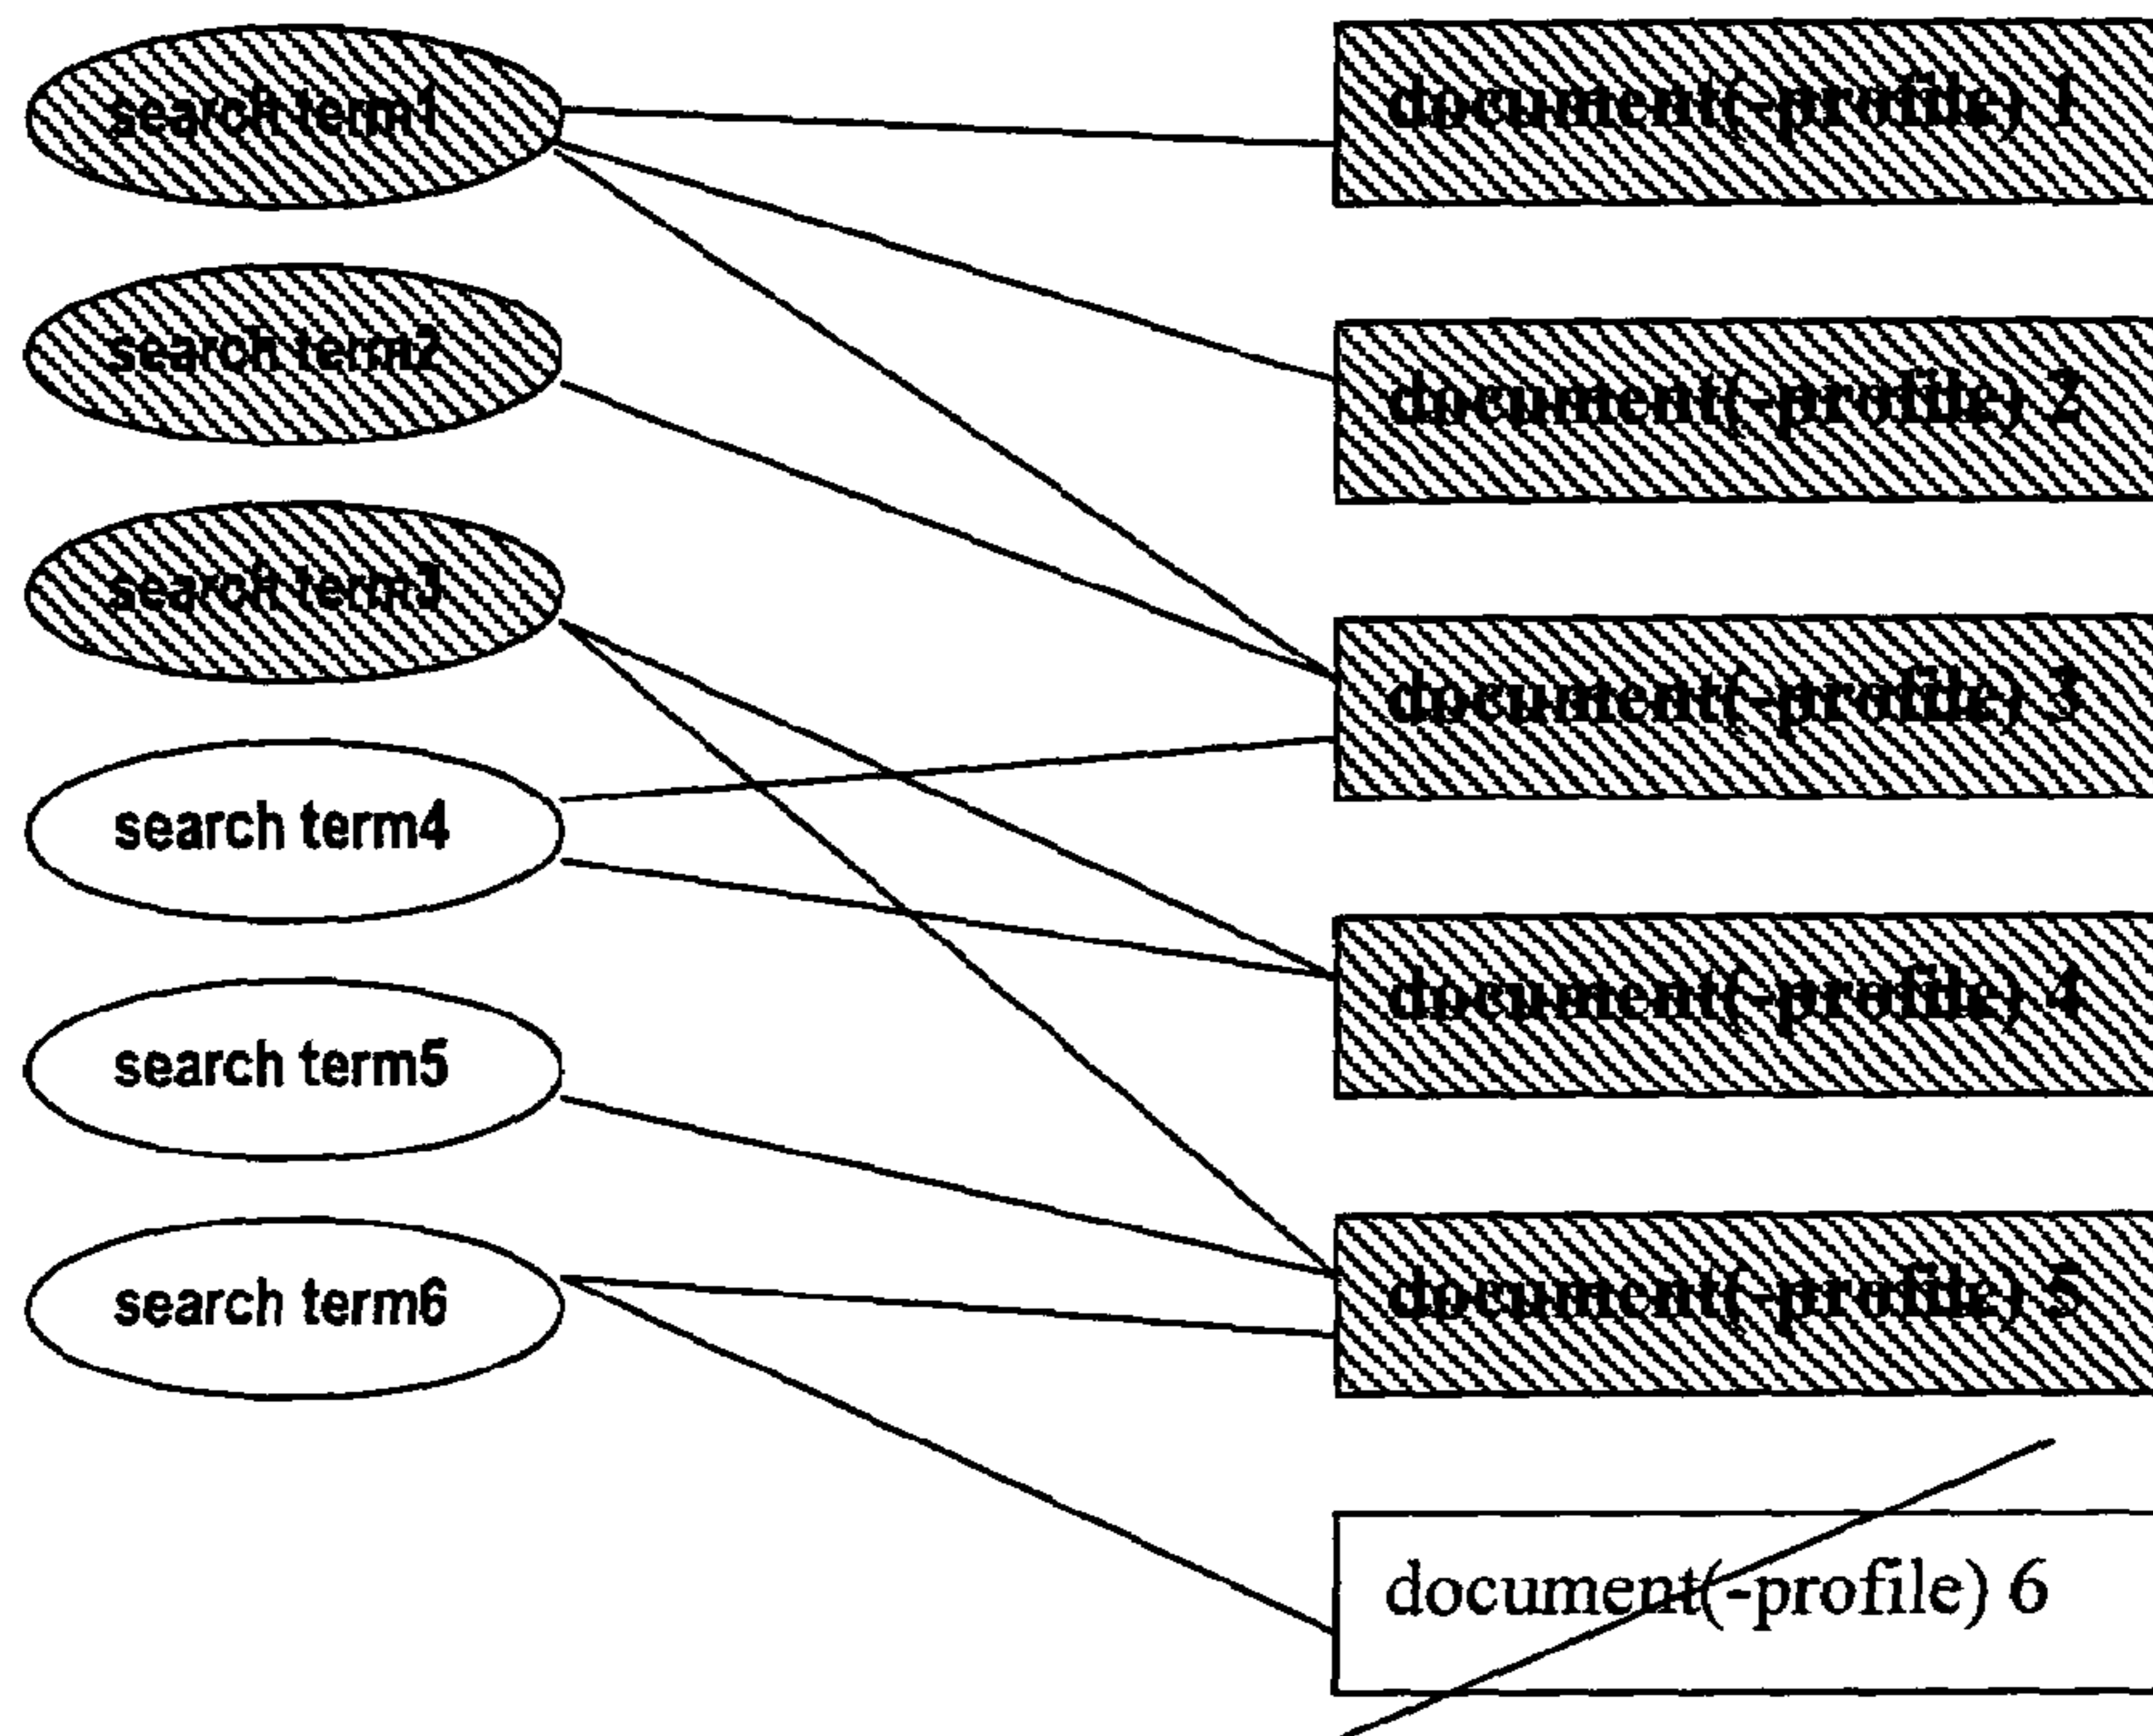 search term1
search term2
search term3
search term4
search term5
search term6
document(-profile) 1
document(-profile) 2
document(-profile) 3
document(-profile) 4
document(-profile) 5
document(-profile) 6